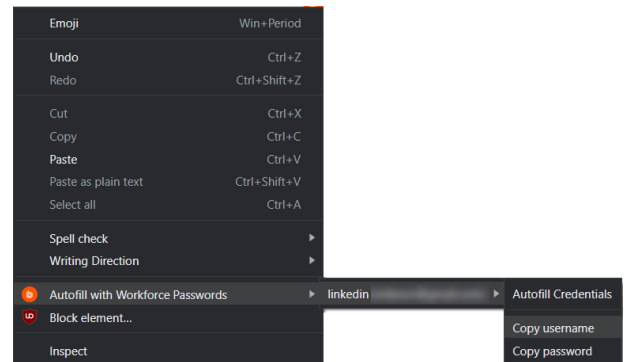 Emoji Win+Period
Undo Ctrl+Z
Redo Ctrl+Shift+Z
Cut Ctrl+X
Copy Ctrl+C
Paste Ctrl+V
Paste as plain text Ctrl+Shift+V
Select all Ctrl+A
Spell check
Writing Direction
Autofill with Workforce Passwords linkedin Autofill Credentials
Block element...
Copy username
Inspect Copy password